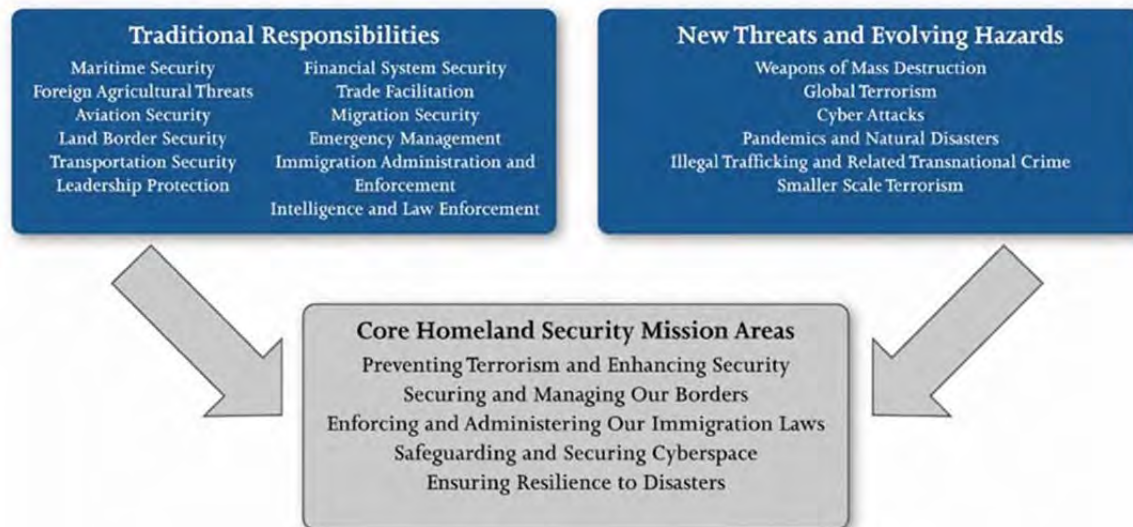 Traditional Responsibilities
Maritime Security
Foreign Agricultural Threats
Aviation Security
Land Border Security
Transportation Security
Leadership Protection
Financial System Security
Trade Facilitation
Migration Security
Emergency Management
Immigration Administration and
Enforcement
Intelligence and Law Enforcement
New Threats and Evolving Hazards
Weapons of Mass Destruction
Global Terrorism
Cyber Attacks
Pandemics and Natural Disasters
Illegal Trafficking and Related Transnational Crime
Smaller Scale Terrorism
Core Homeland Security Mission Areas
Preventing Terrorism and Enhancing Security
Securing and Managing Our Borders
Enforcing and Administering Our Immigration Laws
Safeguarding and Securing Cyberspace
Ensuring Resilience to Disasters